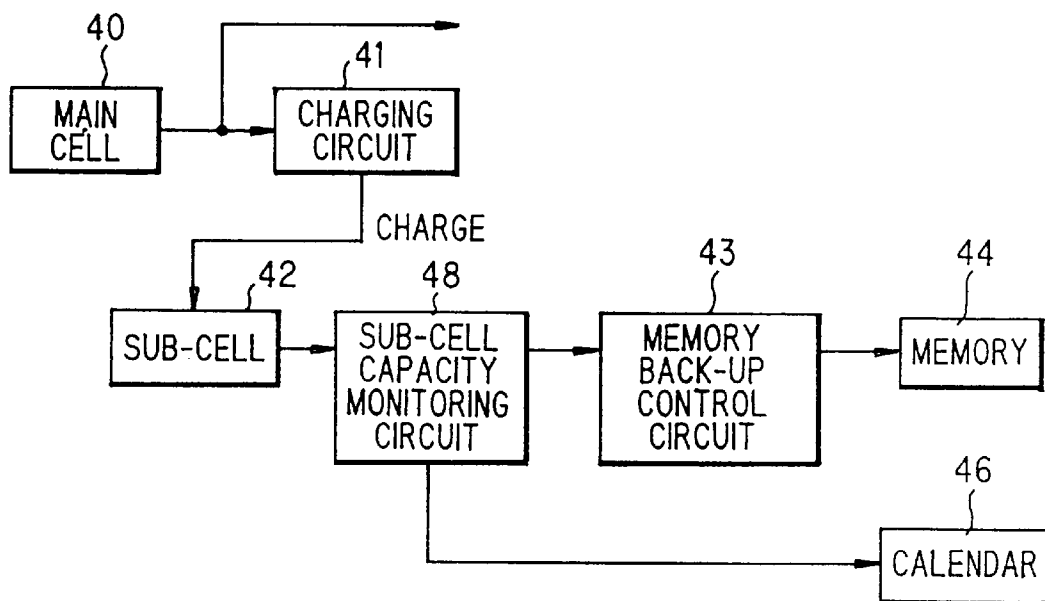 40
MAIN
CELL
41
CHARGING
CIRCUIT
CHARGE
42
SUB-CELL
48
SUB-CELL
CAPACITY
MONITORING
CIRCUIT
43
MEMORY
BACK-UP
CONTROL
CIRCUIT
44
MEMORY
46
CALENDAR